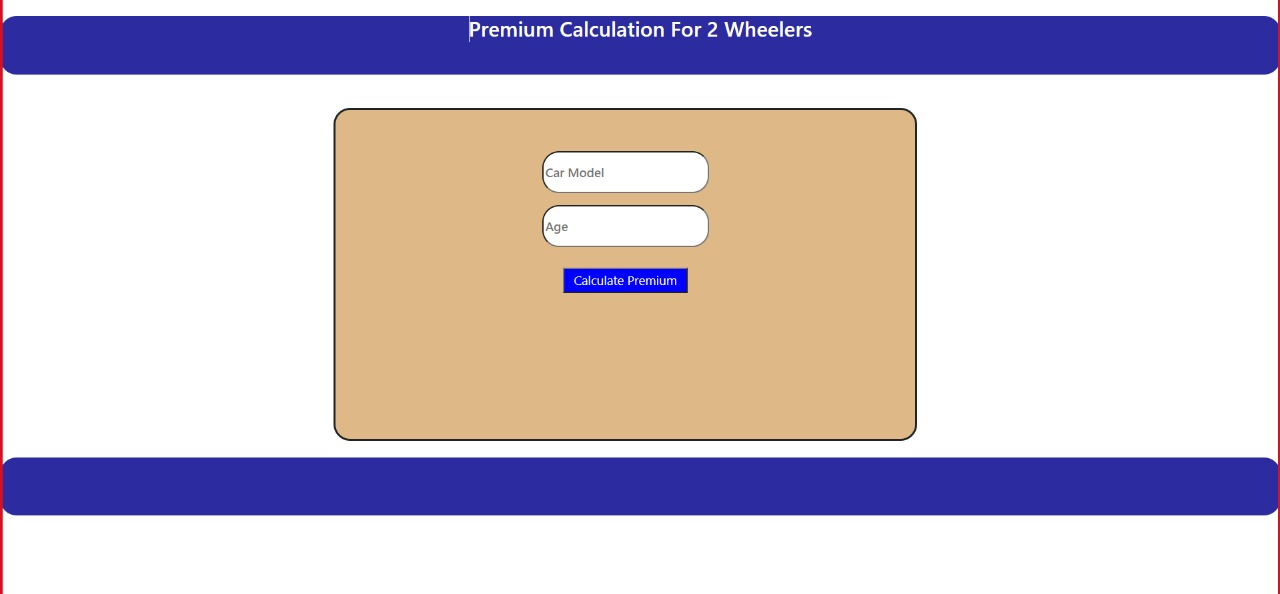 Premium Calculation For 2 Wheelers
Car Model
Age
Calculate Premium